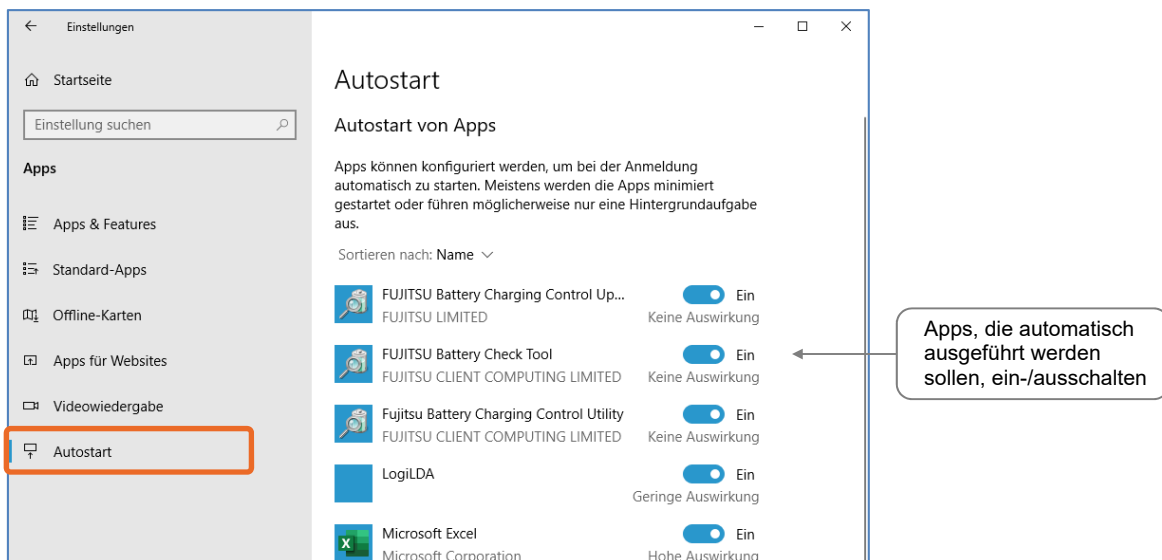 Einstellungen
Startseite
Einstellung suchen
Apps
Apps & Features
Standard-Apps
Offline-Karten
Apps für Websites
Videowiedergabe
Autostart
Autostart
Autostart von Apps
Apps können konfiguriert werden, um bei der Anmeldung
automatisch zu starten. Meistens werden die Apps minimiert
gestartet oder führen möglicherweise nur eine Hintergrundaufgabe
aus.
Sortieren nach: Name
FUJITSU Battery Charging Control Up... Ein
FUJITSU LIMITED Keine Auswirkung
FUJITSU Battery Check Tool Ein
FUJITSU CLIENT COMPUTING LIMITED Keine Auswirkung
Fujitsu Battery Charging Control Utility Ein
FUJITSU CLIENT COMPUTING LIMITED Keine Auswirkung
LogiLDA Ein
Geringe Auswirkung
Microsoft Excel Ein
Microsoft Corporation Hohe Auswirkung
Apps, die automatisch
ausgeführt werden
sollen, ein-/ausschalten